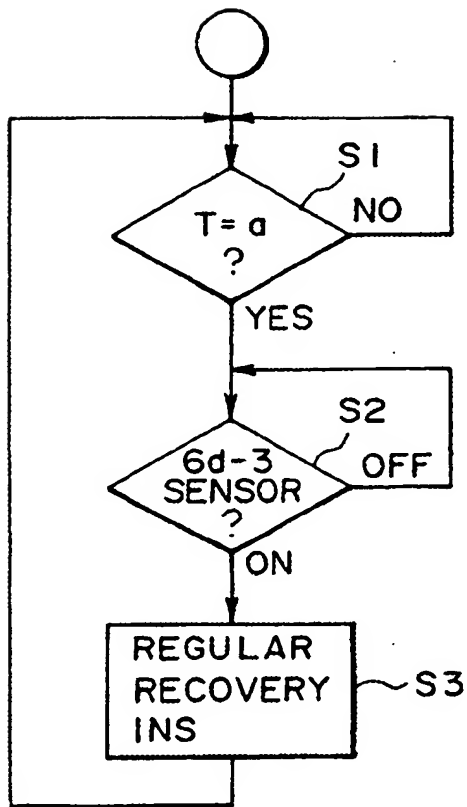 S1
T=a
?
NO
YES
S2
6d-3
SENSOR
?
OFF
ON
REGULAR
RECOVERY
INS
S3